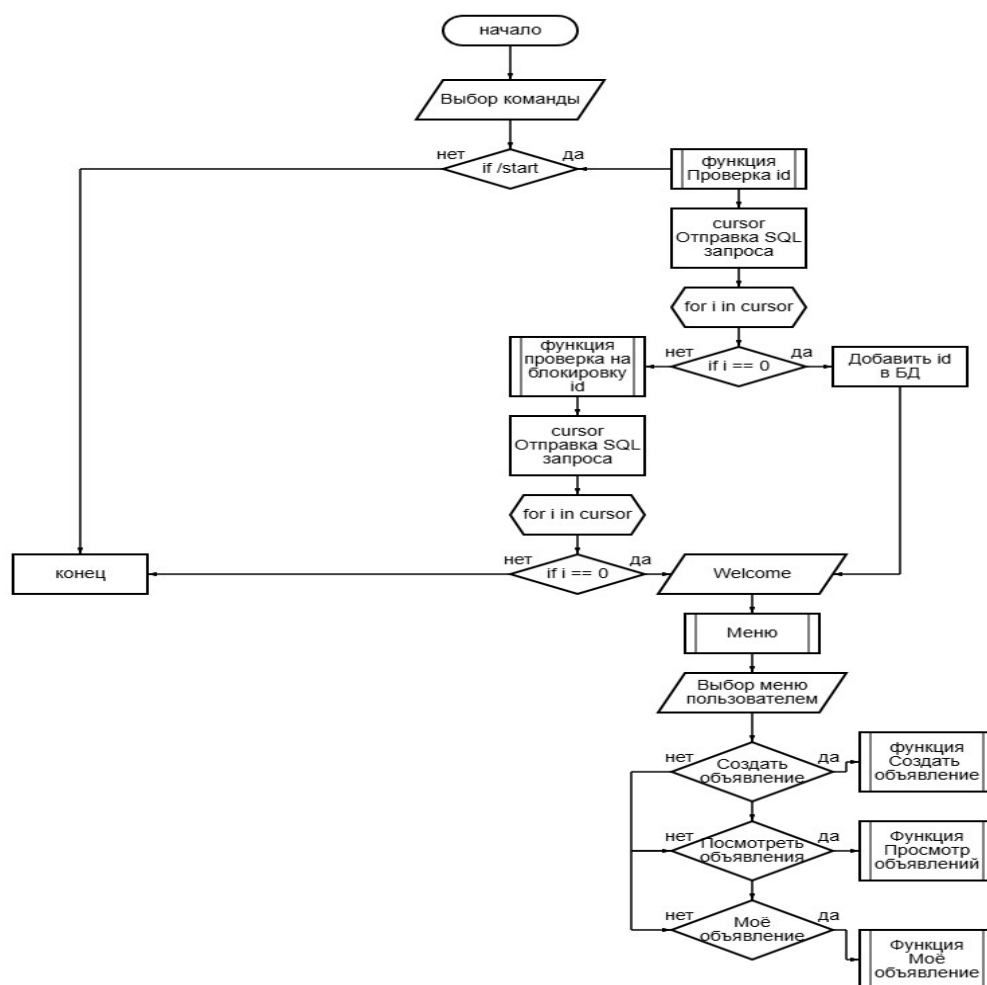 начало
Выбор команды
нет
да
if /start
функция
Проверка id
cursor
Отправка SQL
запроса
for i in cursor
функция
проверка на
блокировку
id
нет
да
if i == 0
Добавить id
в БД
cursor
Отправка SQL
запроса
for i in cursor
конец
нет
да
if i == 0
Welcome
Меню
Выбор меню
пользователем
нет
да
Создать
объявление
функция
Создать
объявление
нет
да
Посмотреть
объявления
Функция
Просмотр
объявлений
нет
да
Моё
объявление
Функция
Моё
объявление